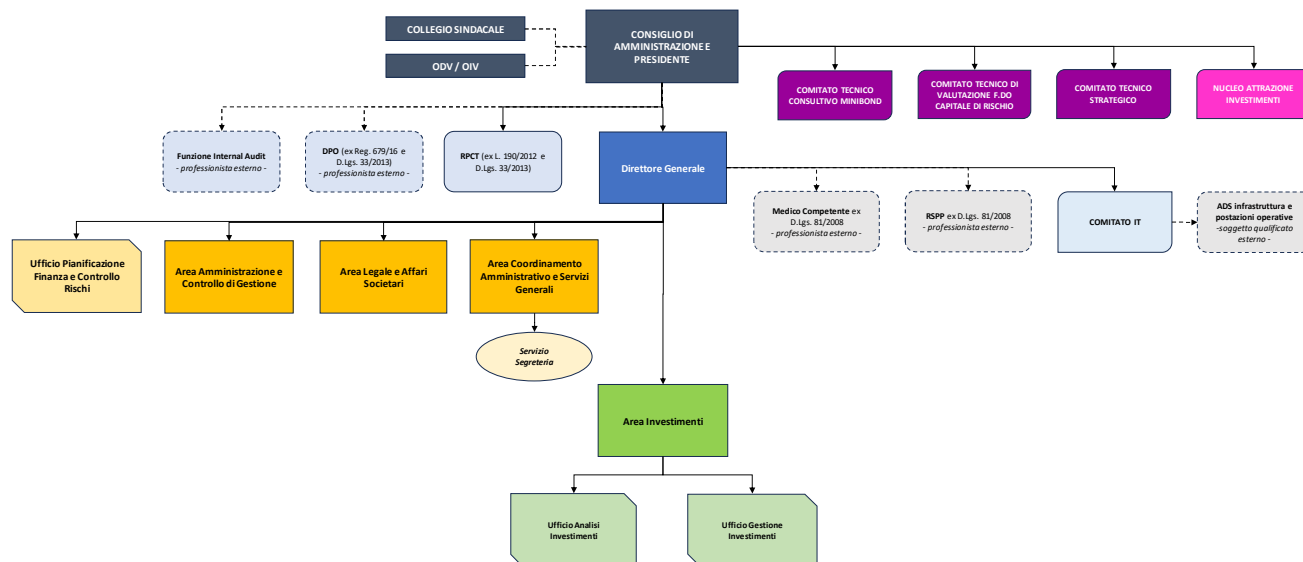 COLLEGIO SINDACALE
ODV / OIV
CONSIGLIO DI
AMMINISTRAZIONE E
PRESIDENTE
COMITATO TECNICO
CONSULTIVO MINIBOND
COMITATO TECNICO DI
VALUTAZIONE F.DO
CAPITALE DI RISCHIO
COMITATO TECNICO
STRATEGICO
NUCLEO ATTRAZIONE
INVESTIMENTI
Funzione Internal Audit
- professionista esterno -
DPO (ex Reg. 679/16 e
D.Lgs. 33/2013)
- professionista esterno -
RPCT (ex L. 190/2012 e
D.Lgs. 33/2013)
Direttore Generale
Medico Competente ex
D.Lgs. 81/2008
- professionista esterno -
RSPP ex D.Lgs. 81/2008
- professionista esterno -
COMITATO IT
ADS infrastruttura e
postazioni operative
-soggetto qualificato
esterno -
Ufficio Pianificazione
Finanza e Controllo
Rischi
Area Amministrazione e
Controllo di Gestione
Area Legale e Affari
Societari
Area Coordinamento
Amministrativo e Servizi
Generali
Servizio
Segreteria
Area Investimenti
Ufficio Analisi
Investimenti
Ufficio Gestione
Investimenti